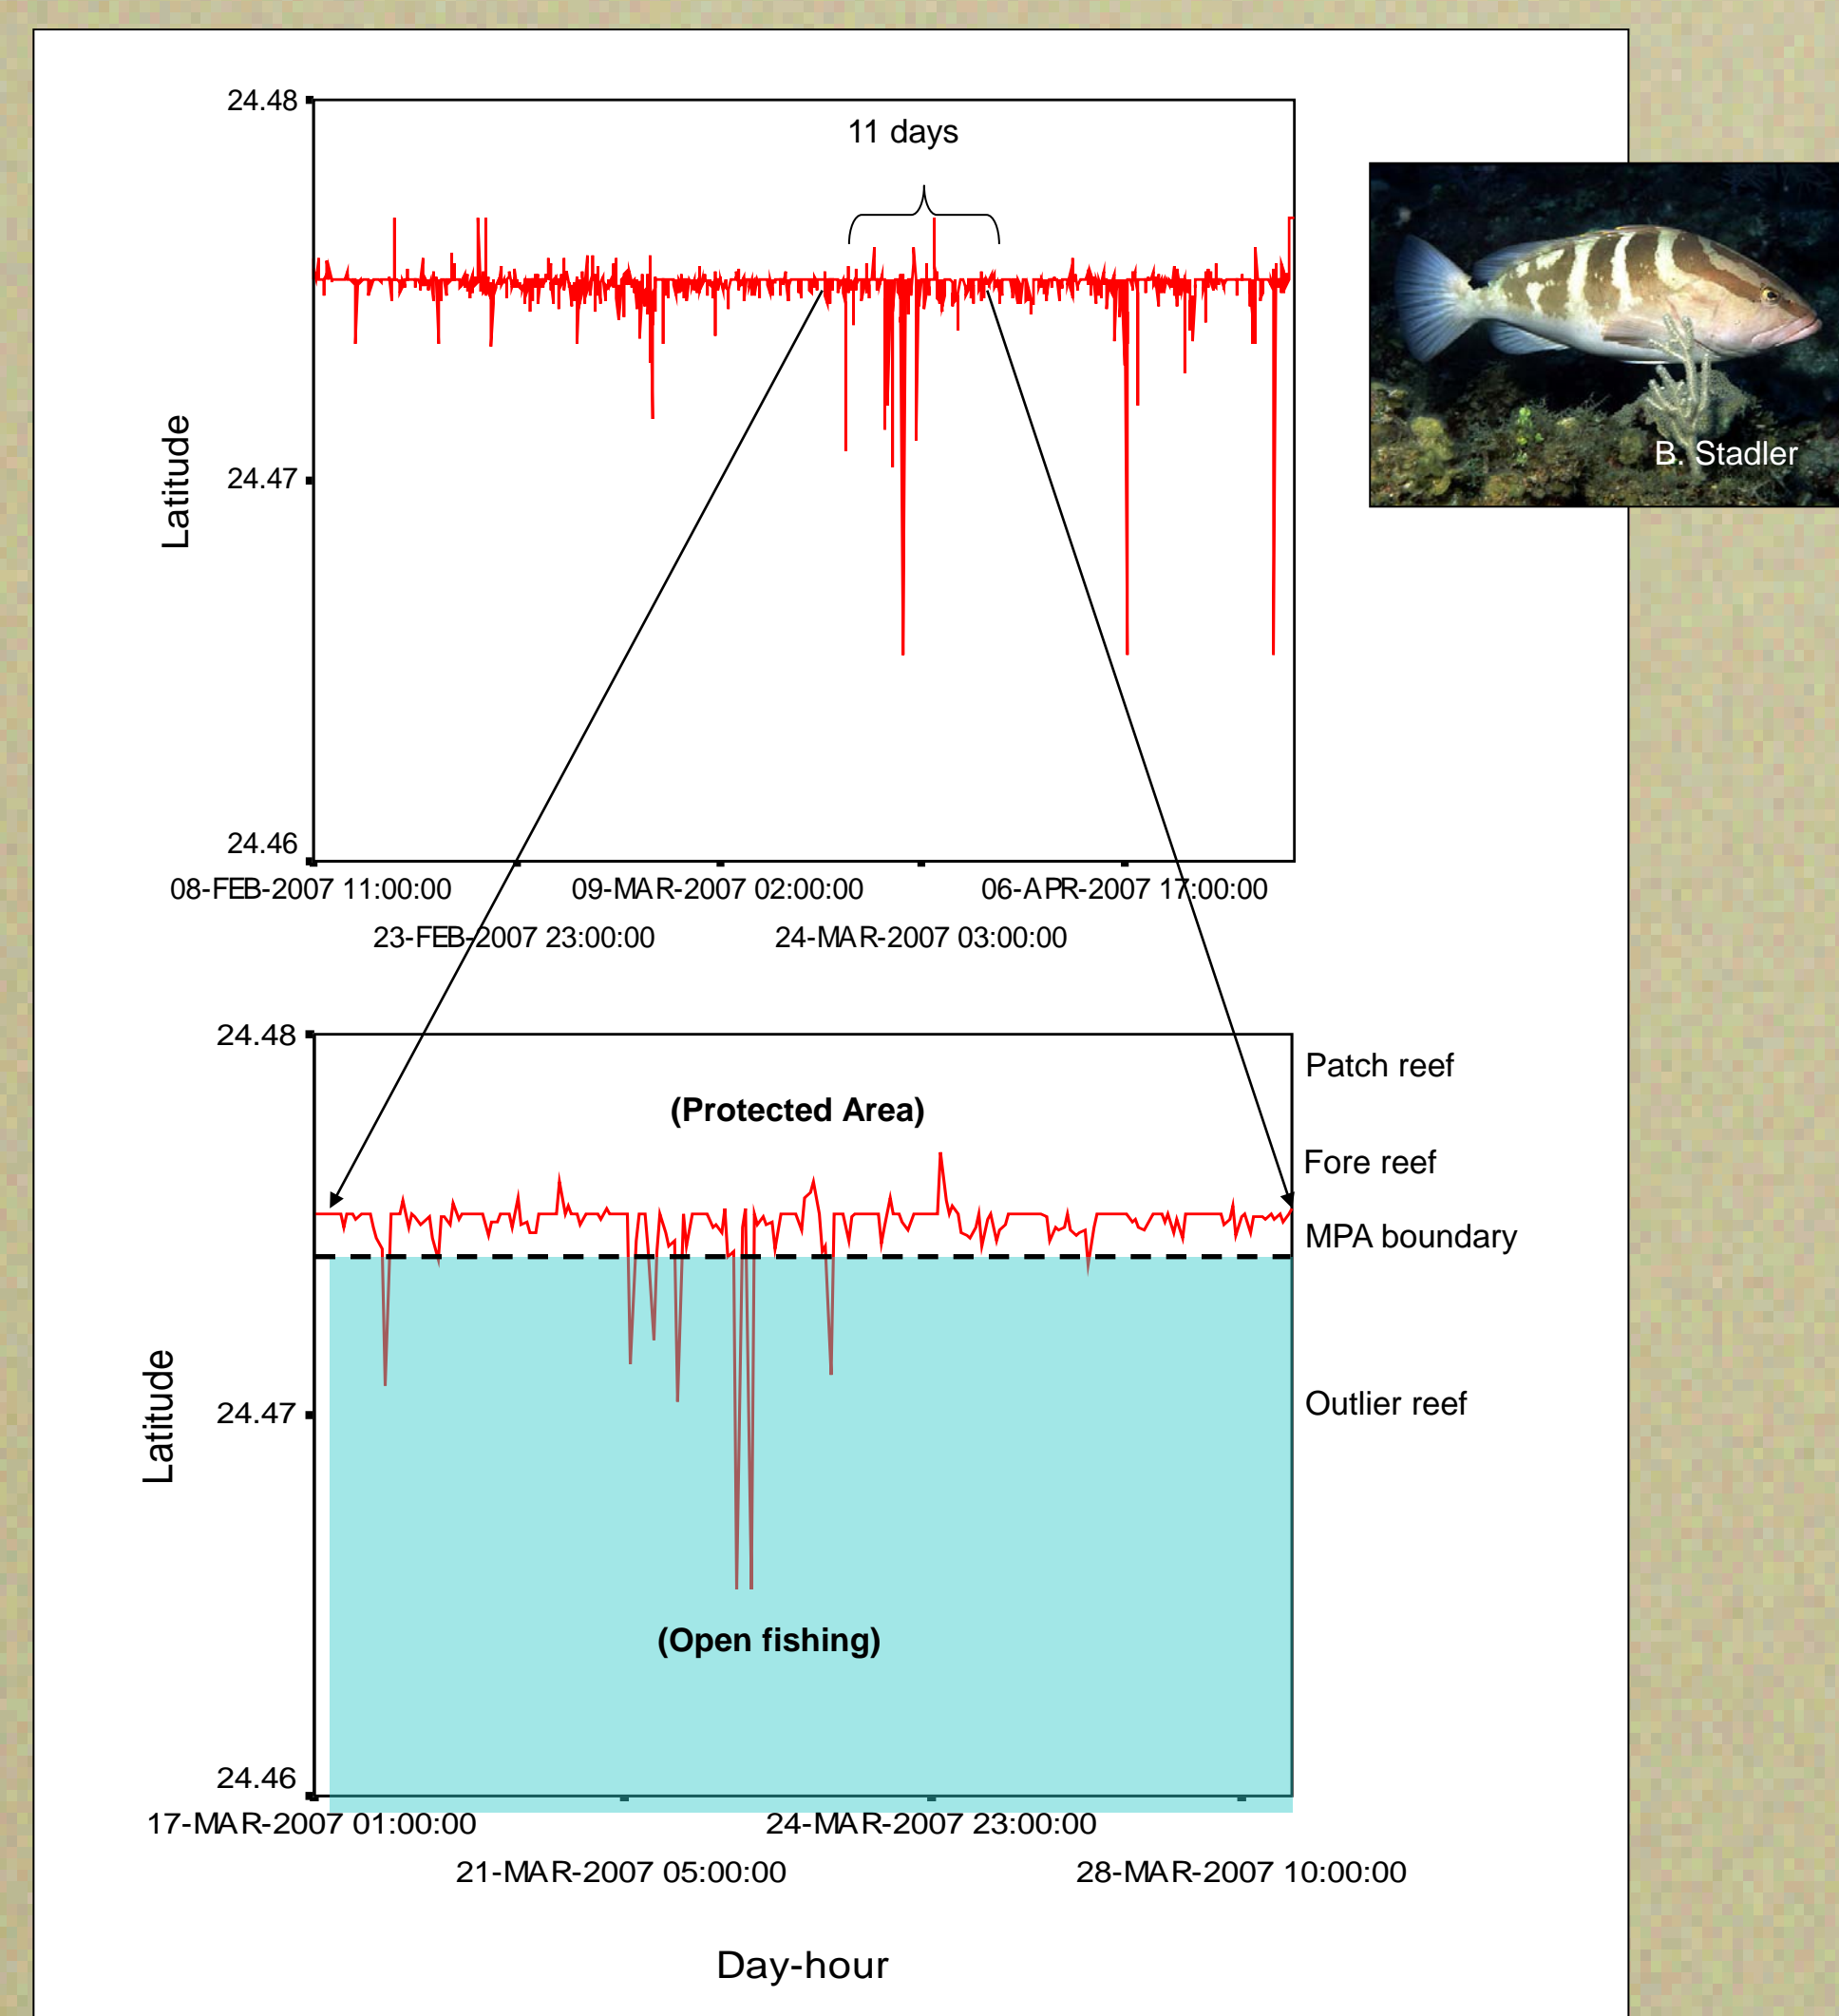 24.48
11 days
Latitude
24.47
B. Stadler
24.46
08-FEB-2007 11:00:00
09-MAR-2007 02:00:00
06-APR-2007 17:00:00
23-FEB-2007 23:00:00
24-MAR-2007 03:00:00
24.48
Patch reef
(Protected Area)
Fore reef
MPA boundary
Latitude
24.47
Outlier reef
(Open fishing)
24.46
17-MAR-2007 01:00:00
24-MAR-2007 23:00:00
21-MAR-2007 05:00:00
28-MAR-2007 10:00:00
Day-hour